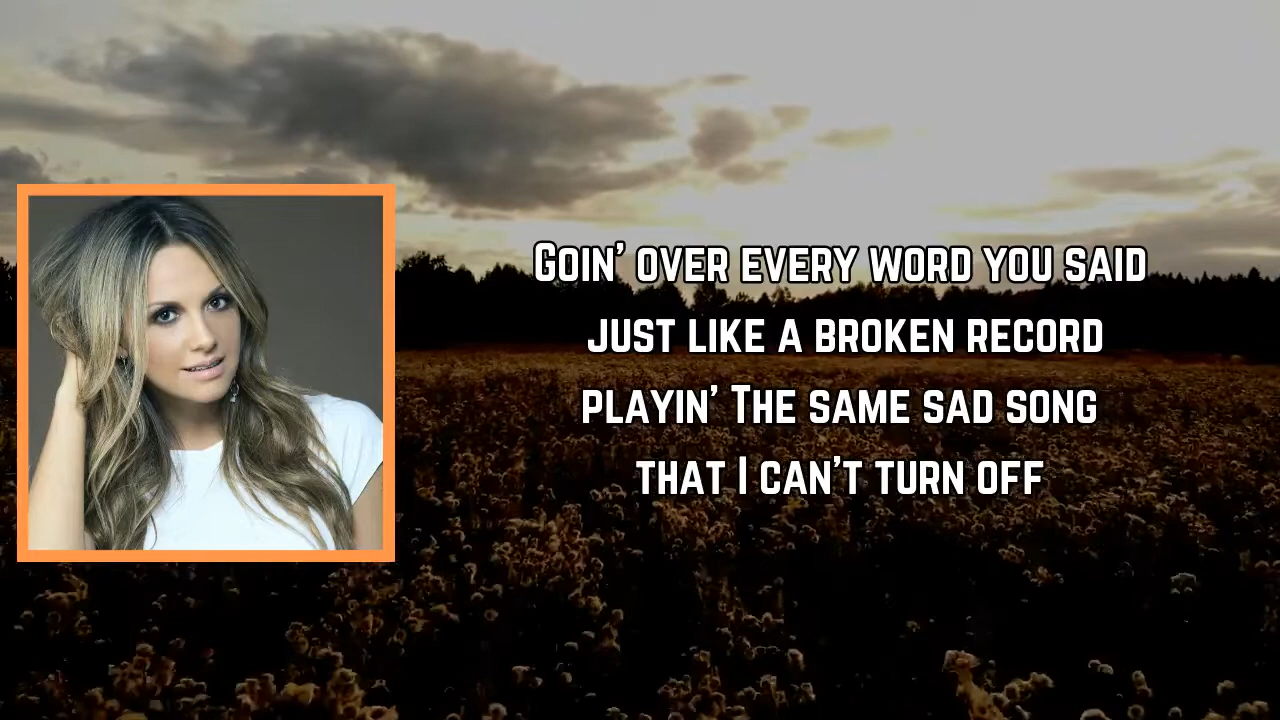 Goin' over every word you said
just like a broken record
playin' The same sad song
that I can't turn off